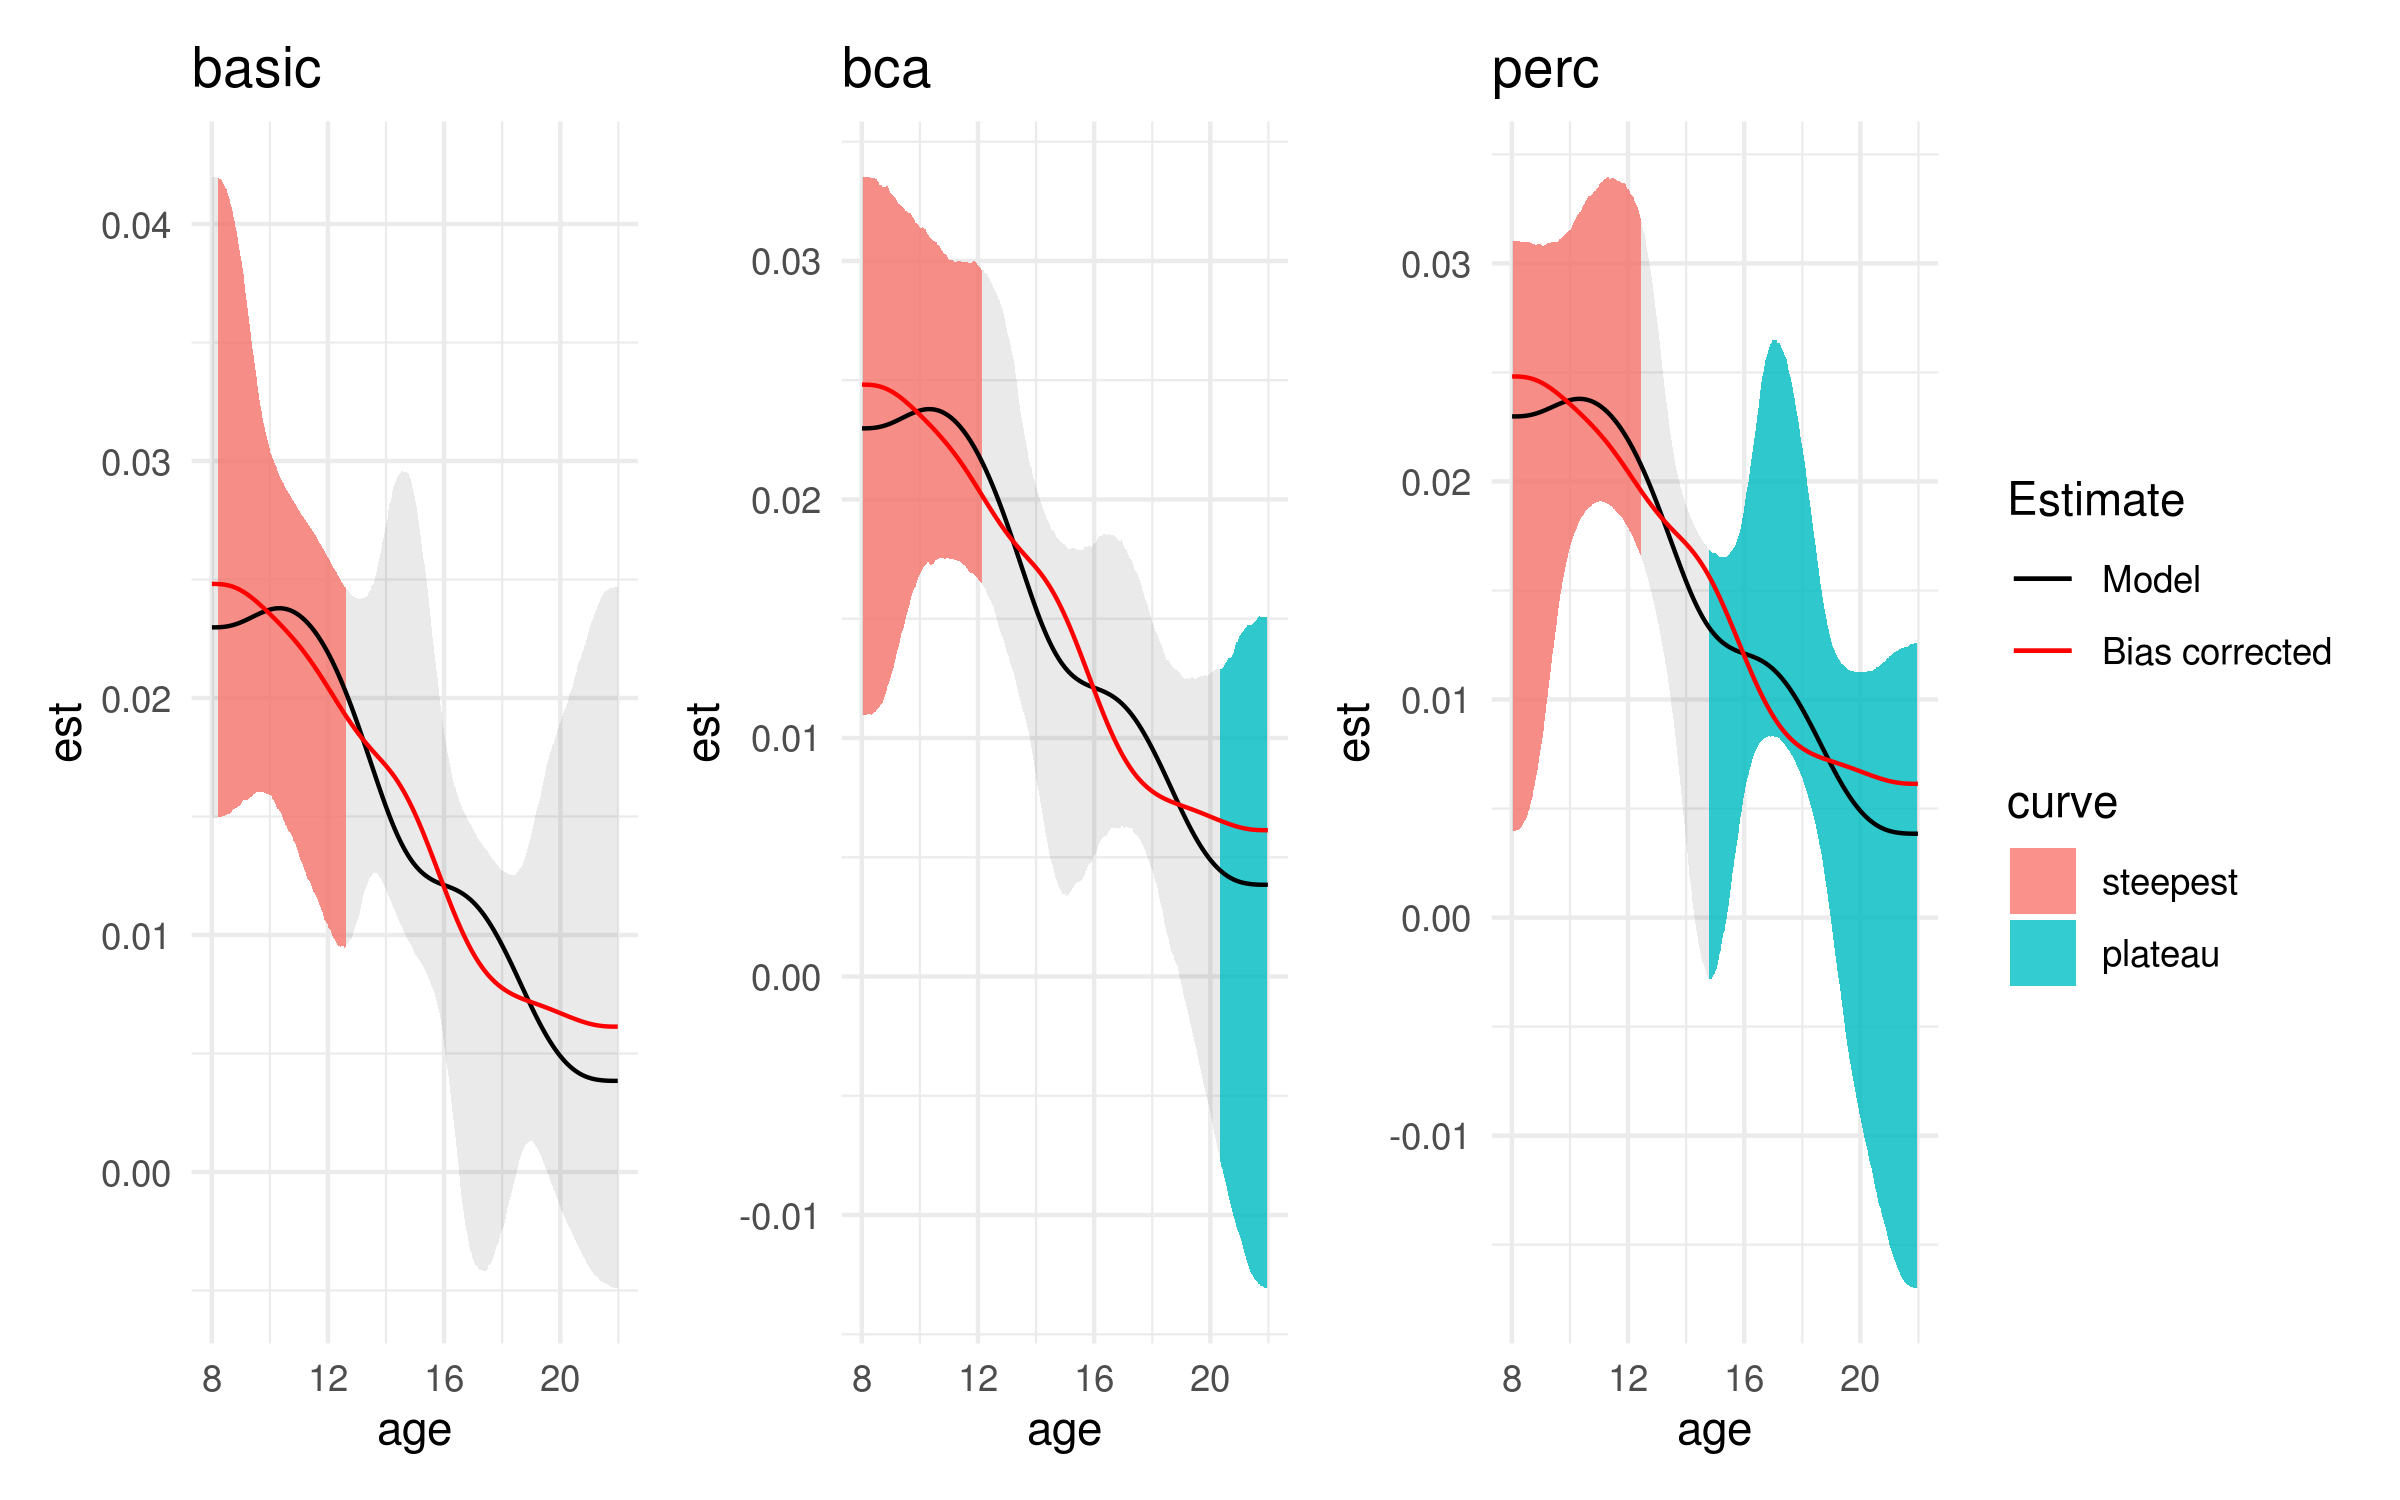 basic
0.04
0.03
0.02
0.01
0.00
est
8 12 16 20
age
bca
0.03
0.02
0.01
0.00
-0.01
est
8 12 16 20
age
perc
0.03
0.02
0.01
0.00
-0.01
est
8 12 16 20
age
Estimate
Model
Bias corrected
curve
steepest
plateau